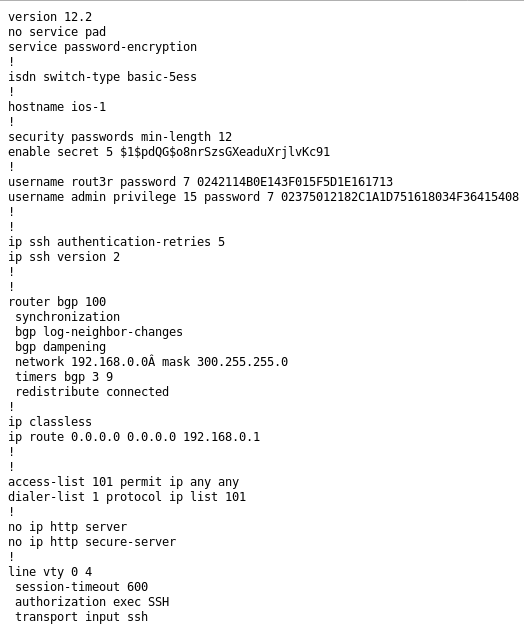 version 12.2
no service pad
service password-encryption
!
isdn switch-type basic-5ess
!
hostname ios-1
!
security passwords min-length 12
enable secret 5 $1$pdQG$o8nrSzsGXeaduXrjlvKc91
!
username rout3r password 7 0242114B0E143F015F5D1E161713
username admin privilege 15 password 7 02375012182C1A1D751618034F36415408
!
!
ip ssh authentication-retries 5
ip ssh version 2
!
!
router bgp 100
 synchronization
 bgp log-neighbor-changes
 bgp dampening
 network 192.168.0.0Â mask 300.255.255.0
 timers bgp 3 9
 redistribute connected
!
ip classless
ip route 0.0.0.0 0.0.0.0 192.168.0.1
!
!
access-list 101 permit ip any any
dialer-list 1 protocol ip list 101
!
no ip http server
no ip http secure-server
!
line vty 0 4
 session-timeout 600
 authorization exec SSH
 transport input ssh